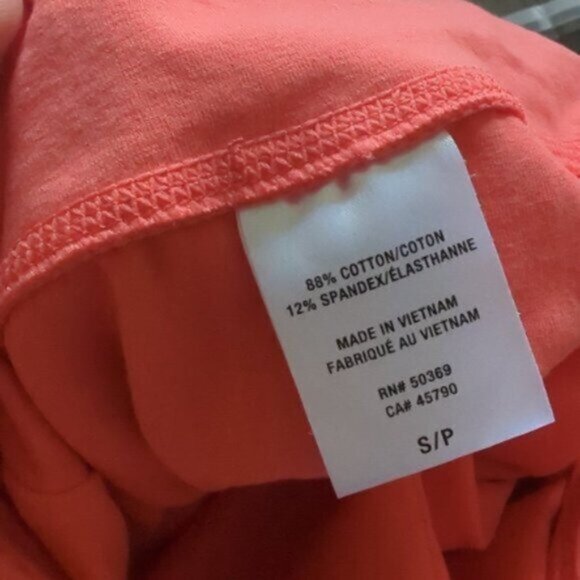 88% COTTON/COTON
12% SPANDEX/ÉLASTHANNE
MADE IN VIETNAM
FABRIQUÉ AU VIETNAM
RN# 50369
CA# 45790
S/P